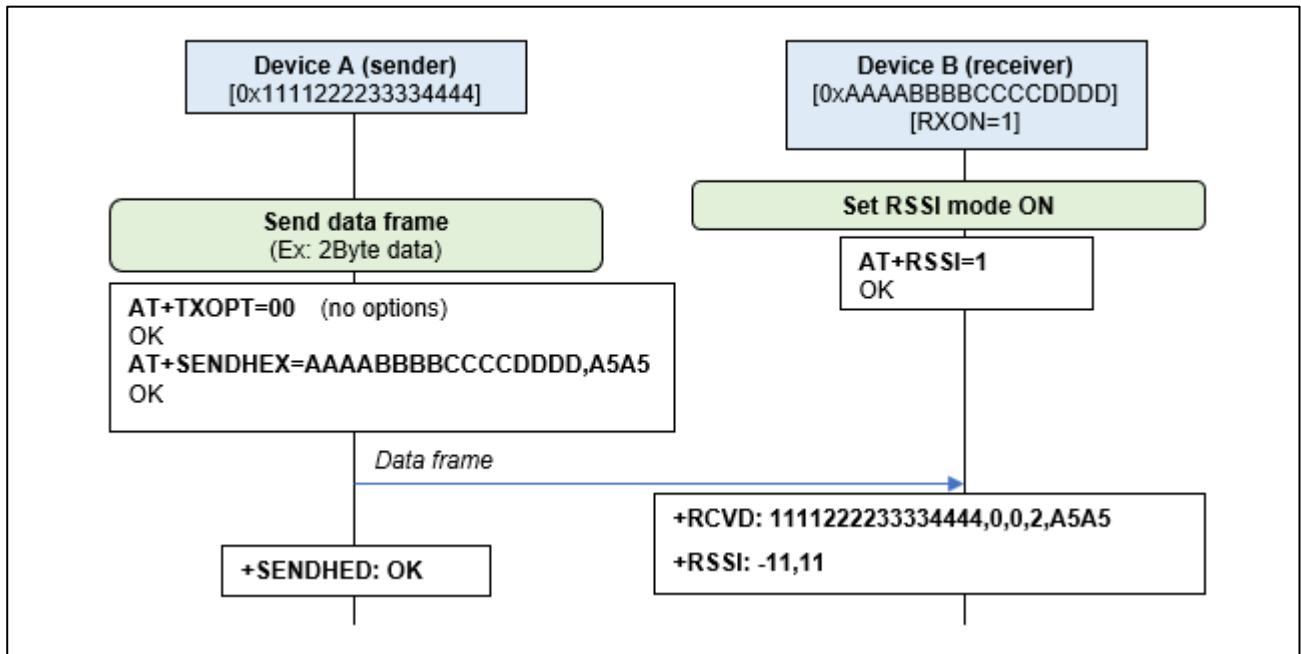 Device A (sender)
[0x1111222233334444]
Device B (receiver)
[0xAAAABBBBCCCCDDDD]
[RXON=1]
Set RSSI mode ON
Send data frame
(Ex: 2Byte data)
AT+RSSI=1
OK
AT+TXOPT=00 (no options)
OK
AT+SENDHEX=AAAABBBBCCCCDDDD,A5A5
OK
Data frame
+RCVD: 1111222233334444,0,0,2,A5A5
+RSSI: -11,11
+SENDHED: OK